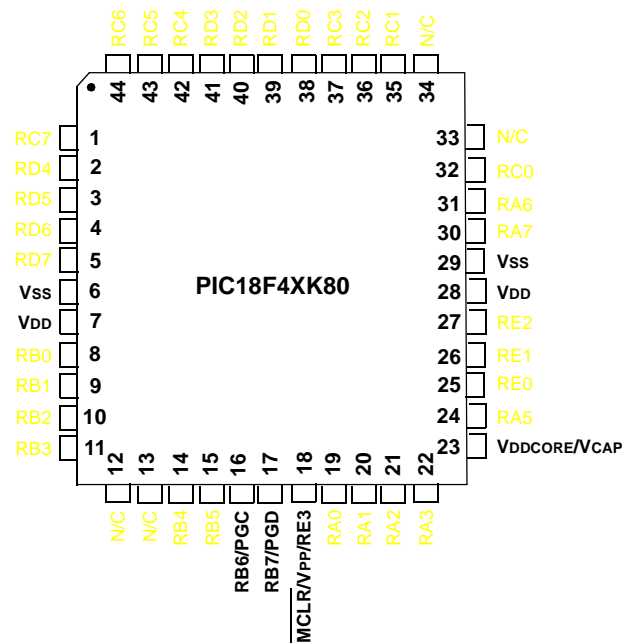 RC6 RC5 RC4 RD3 RD2 RD1 RD0 RC3 RC2 RC1 N/C
44 43 42 41 40 39 38 37 36 35 34
RC7 1 33 N/C
RD4 2 32 RC0
RD5 3 31 RA6
RD6 4 30 RA7
RD7 5 29 VSS
VSS 6 PIC18F4XK80 28 VDD
VDD 7 27 RE2
RB0 8 26 RE1
RB1 9 25 RE0
RB2 10 24 RA5
RB3 11 23 VDDCORE/VCAP
12 13 14 15 16 17 18 19 20 21 22
N/C N/C RB4 RB5 RB6/PGC RB7/PGD MCLR/VPP/RE3 RA0 RA1 RA2 RA3